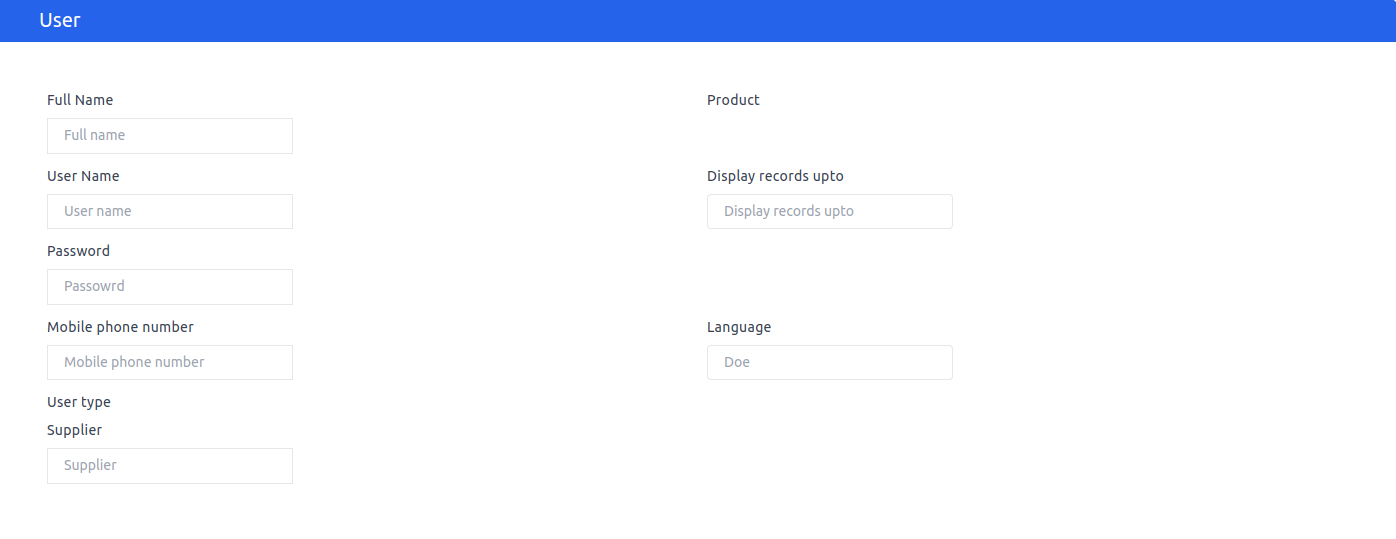 User
Full Name
Full name
User Name
User name
Password
Passowrd
Mobile phone number
Mobile phone number
User type
Supplier
Supplier
Product
Display records upto
Display records upto
Language
Doe